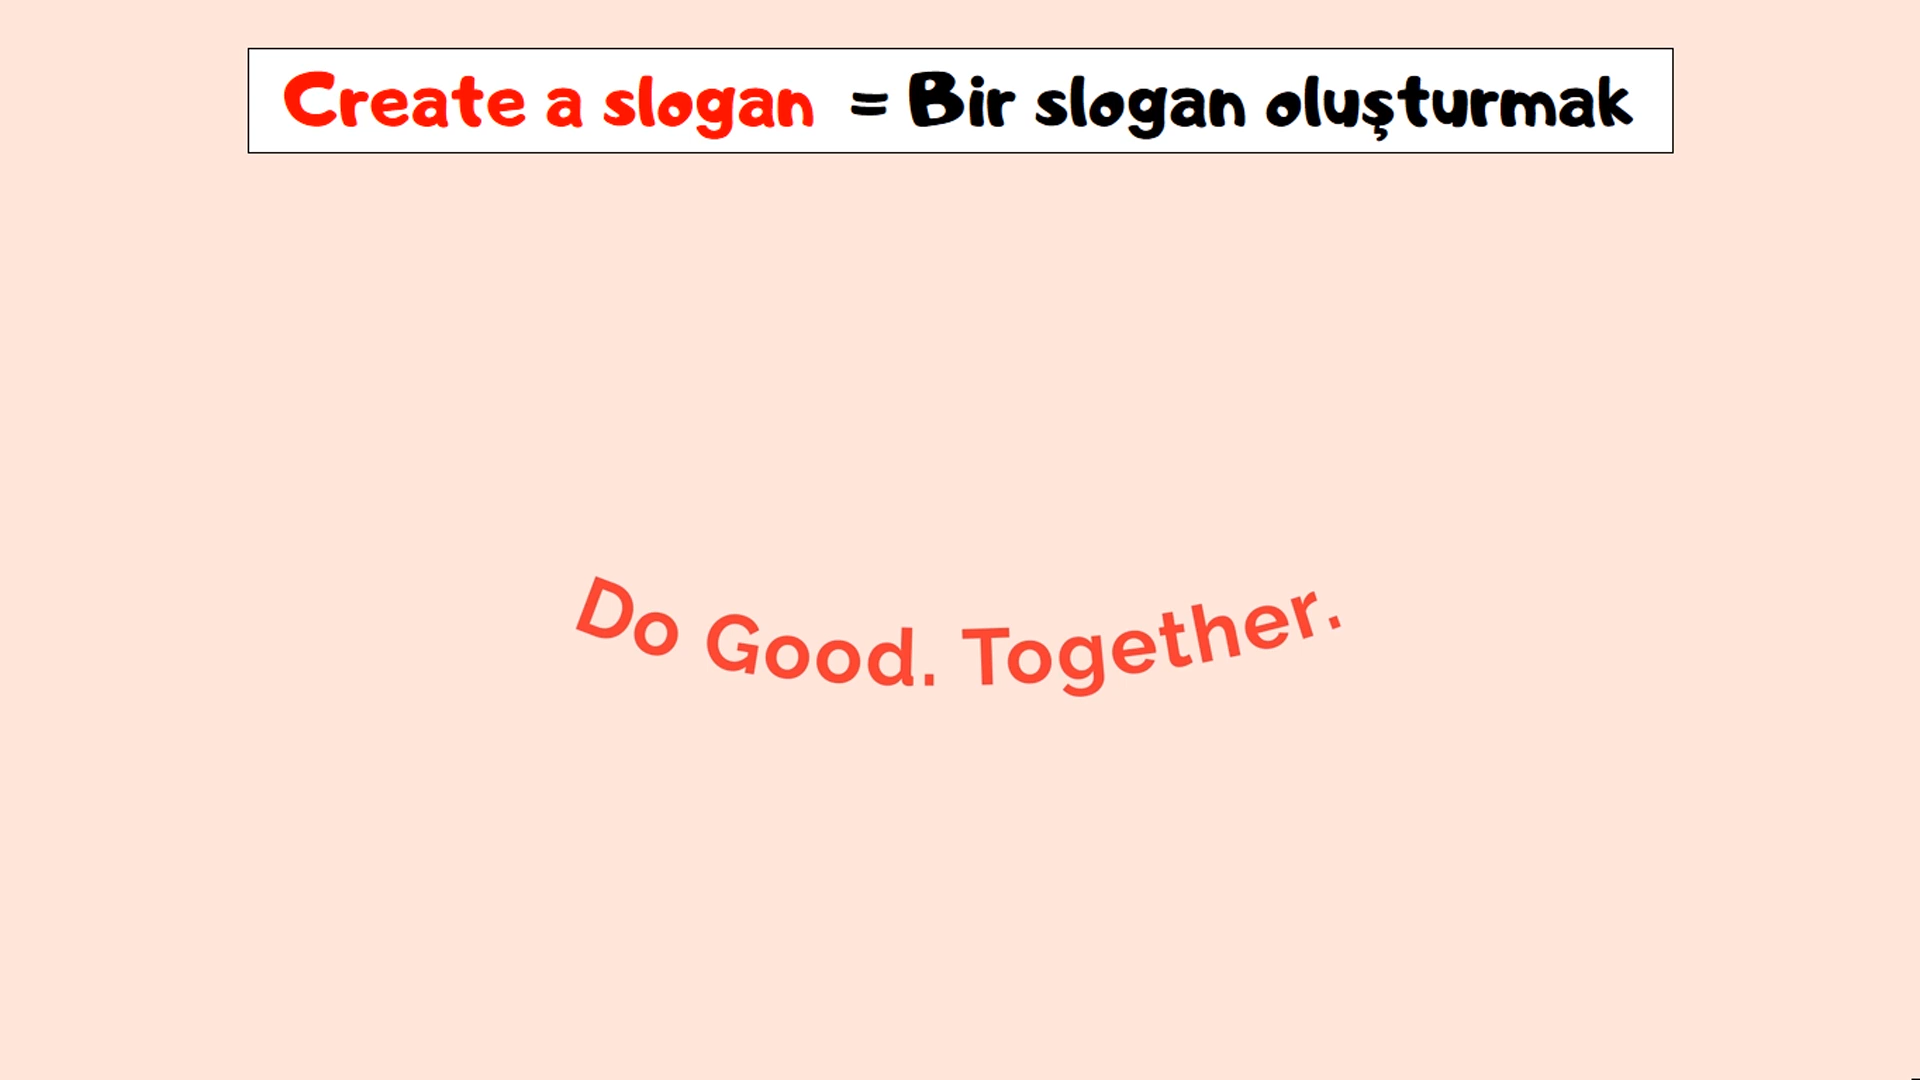 Create a slogan = Bir slogan oluşturmak
Do Good. Together.